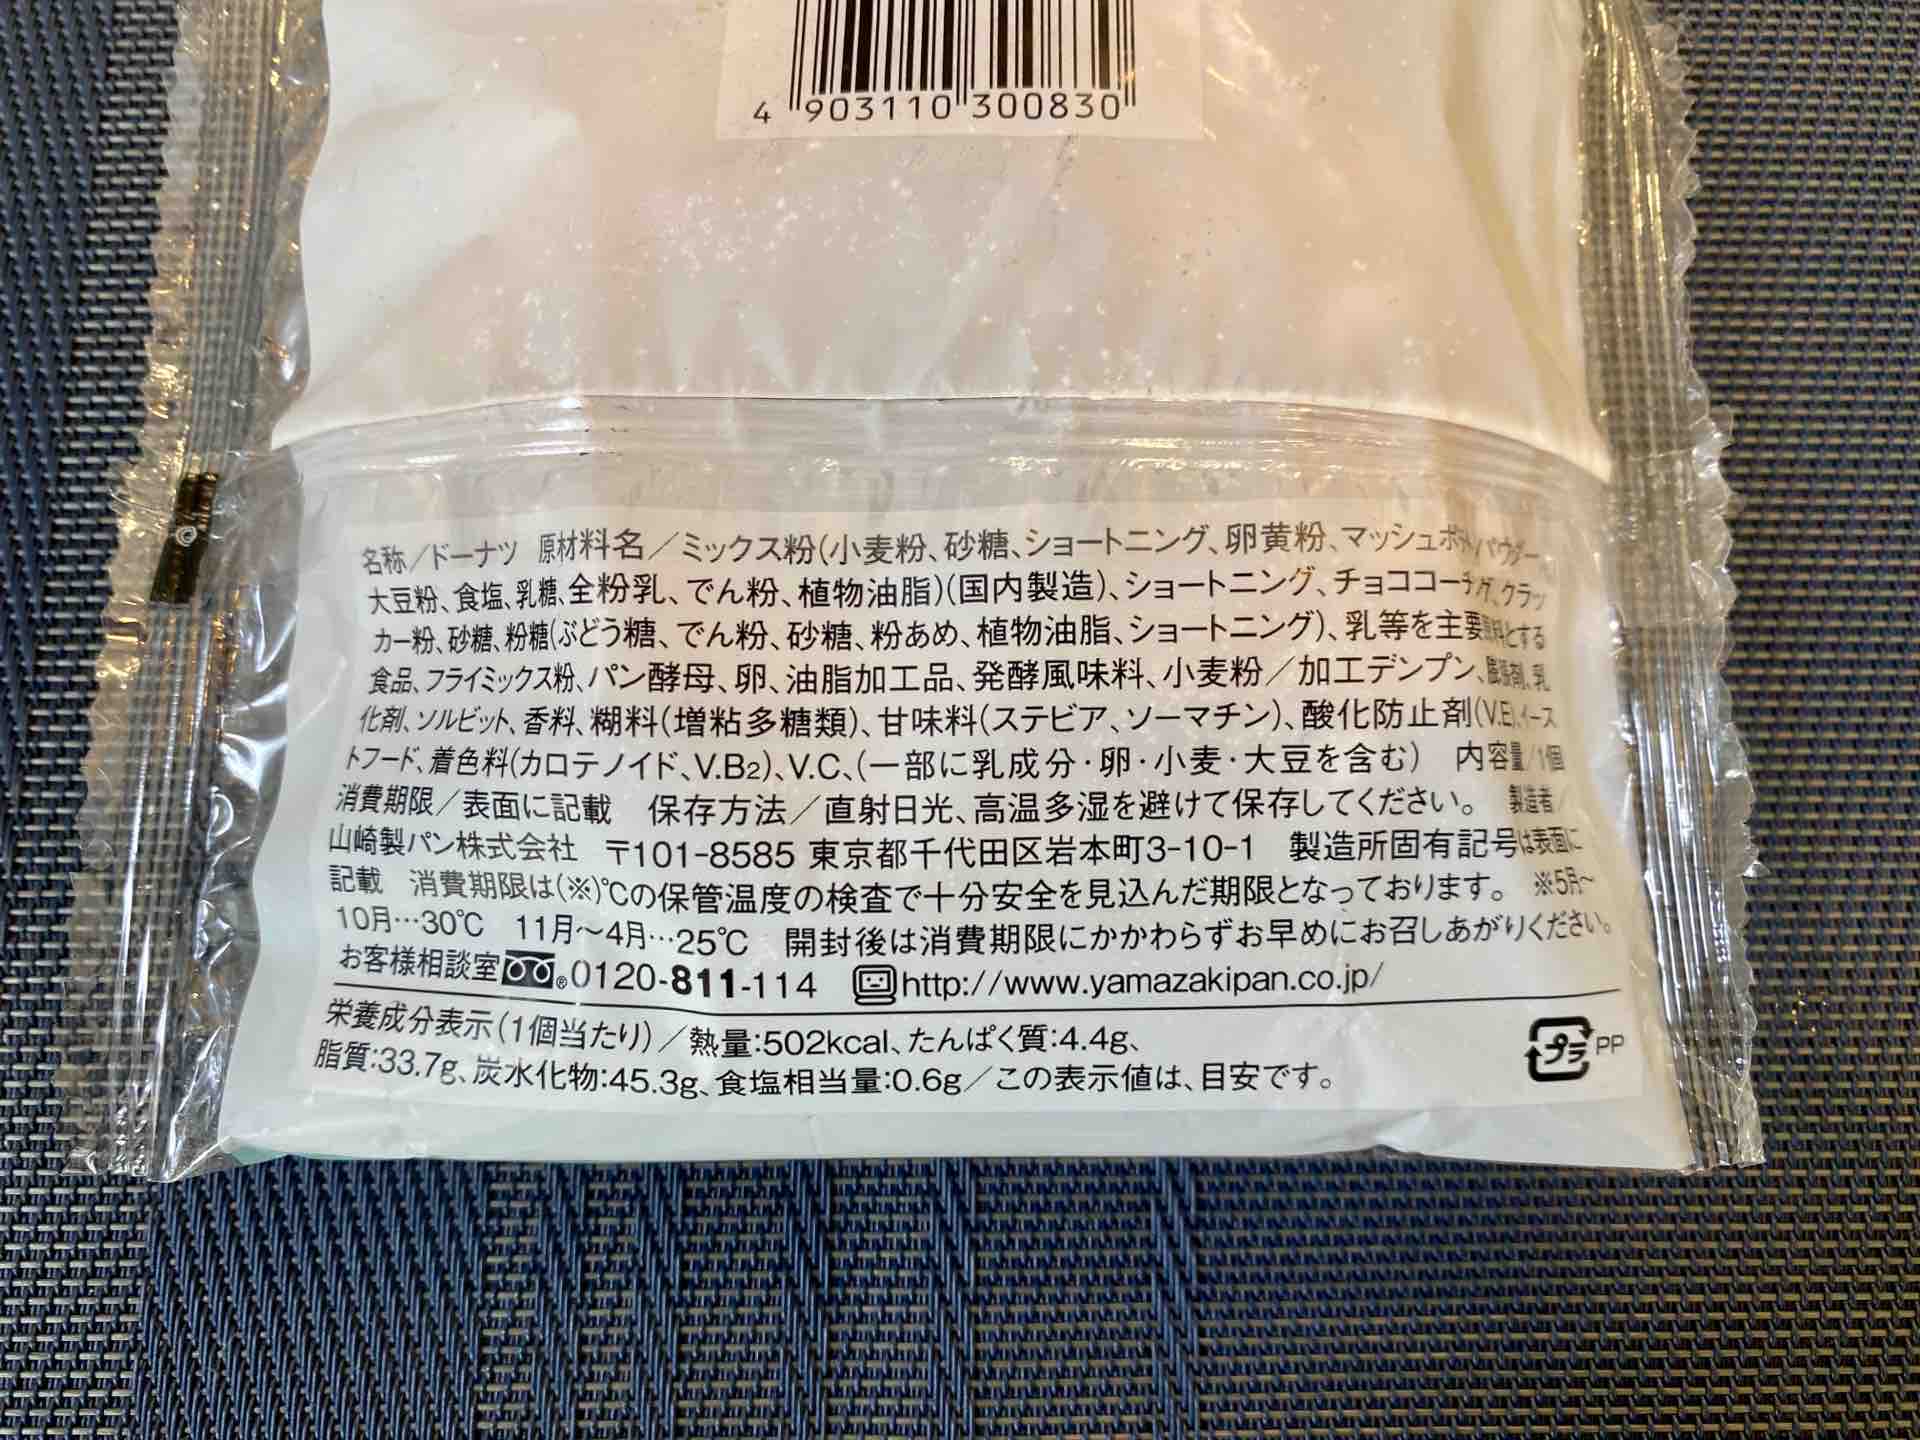 4 903110 300830
名称／ドーナツ 原材料名／ミックス粉(小麦粉、砂糖、ショートニング、卵黄粉、マッシュポテトパウダー
大豆粉、食塩、乳糖、全粉乳、でん粉、植物油脂)(国内製造)、ショートニング、チョココーチング、クラッ
カー粉、砂糖、粉糖(ぶどう糖、でん粉、砂糖、粉あめ、植物油脂、ショートニング)、乳等を主要原料とする
食品、フライミックス粉、パン酵母、卵、油脂加工品、発酵風味料、小麦粉／加工デンプン、膨張剤、乳
化剤、ソルビット、香料、糊料(増粘多糖類)、甘味料(ステビア、ソーマチン)、酸化防止剤(V.E)、イース
トフード、着色料(カロテノイド、V.B2)、V.C、(一部に乳成分・卵・小麦・大豆を含む) 内容量／1個
消費期限／表面に記載 保存方法／直射日光、高温多湿を避けて保存してください。 製造者／
山崎製パン株式会社 〒101-8585 東京都千代田区岩本町3-10-1 製造所固有記号は表面に
記載 消費期限は(※)℃の保管温度の検査で十分安全を見込んだ期限となっております。 ※5月～
10月…30℃ 11月～4月…25℃ 開封後は消費期限にかかわらずお早めにお召しあがりください。
お客様相談室 ®0120-811-114 http://www.yamazakipan.co.jp/
栄養成分表示(1個当たり)／熱量:502kcal、たんぱく質:4.4g、
脂質:33.7g、炭水化物:45.3g、食塩相当量:0.6g／この表示値は、目安です。
プラ PP